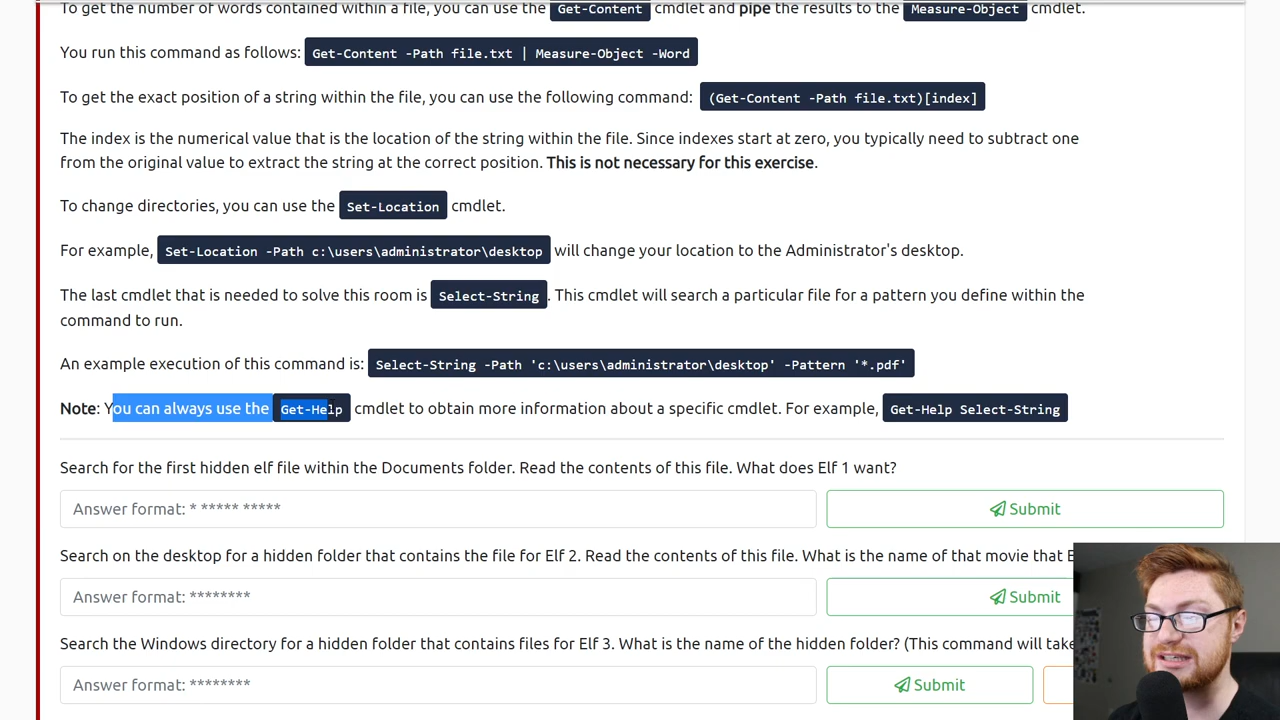 To get the number of words contained within a file, you can use the Get-Content cmdlet and pipe the results to the Measure-Object cmdlet.
You run this command as follows: Get-Content -Path file.txt | Measure-Object -Word
To get the exact position of a string within the file, you can use the following command: (Get-Content -Path file.txt)[index]
The index is the numerical value that is the location of the string within the file. Since indexes start at zero, you typically need to subtract one
from the original value to extract the string at the correct position. This is not necessary for this exercise.
To change directories, you can use the Set-Location cmdlet.
For example, Set-Location -Path c:\users\administrator\desktop will change your location to the Administrator's desktop.
The last cmdlet that is needed to solve this room is Select-String. This cmdlet will search a particular file for a pattern you define within the
command to run.
An example execution of this command is: Select-String -Path 'c:\users\administrator\desktop' -Pattern '*.pdf'
Note: You can always use the Get-Help cmdlet to obtain more information about a specific cmdlet. For example, Get-Help Select-String
Search for the first hidden elf file within the Documents folder. Read the contents of this file. What does Elf 1 want?
Answer format: * ***** *****
Submit
Search on the desktop for a hidden folder that contains the file for Elf 2. Read the contents of this file. What is the name of that movie that
Answer format: ********
Submit
Search the Windows directory for a hidden folder that contains files for Elf 3. What is the name of the hidden folder? (This command will take
Answer format: ********
Submit